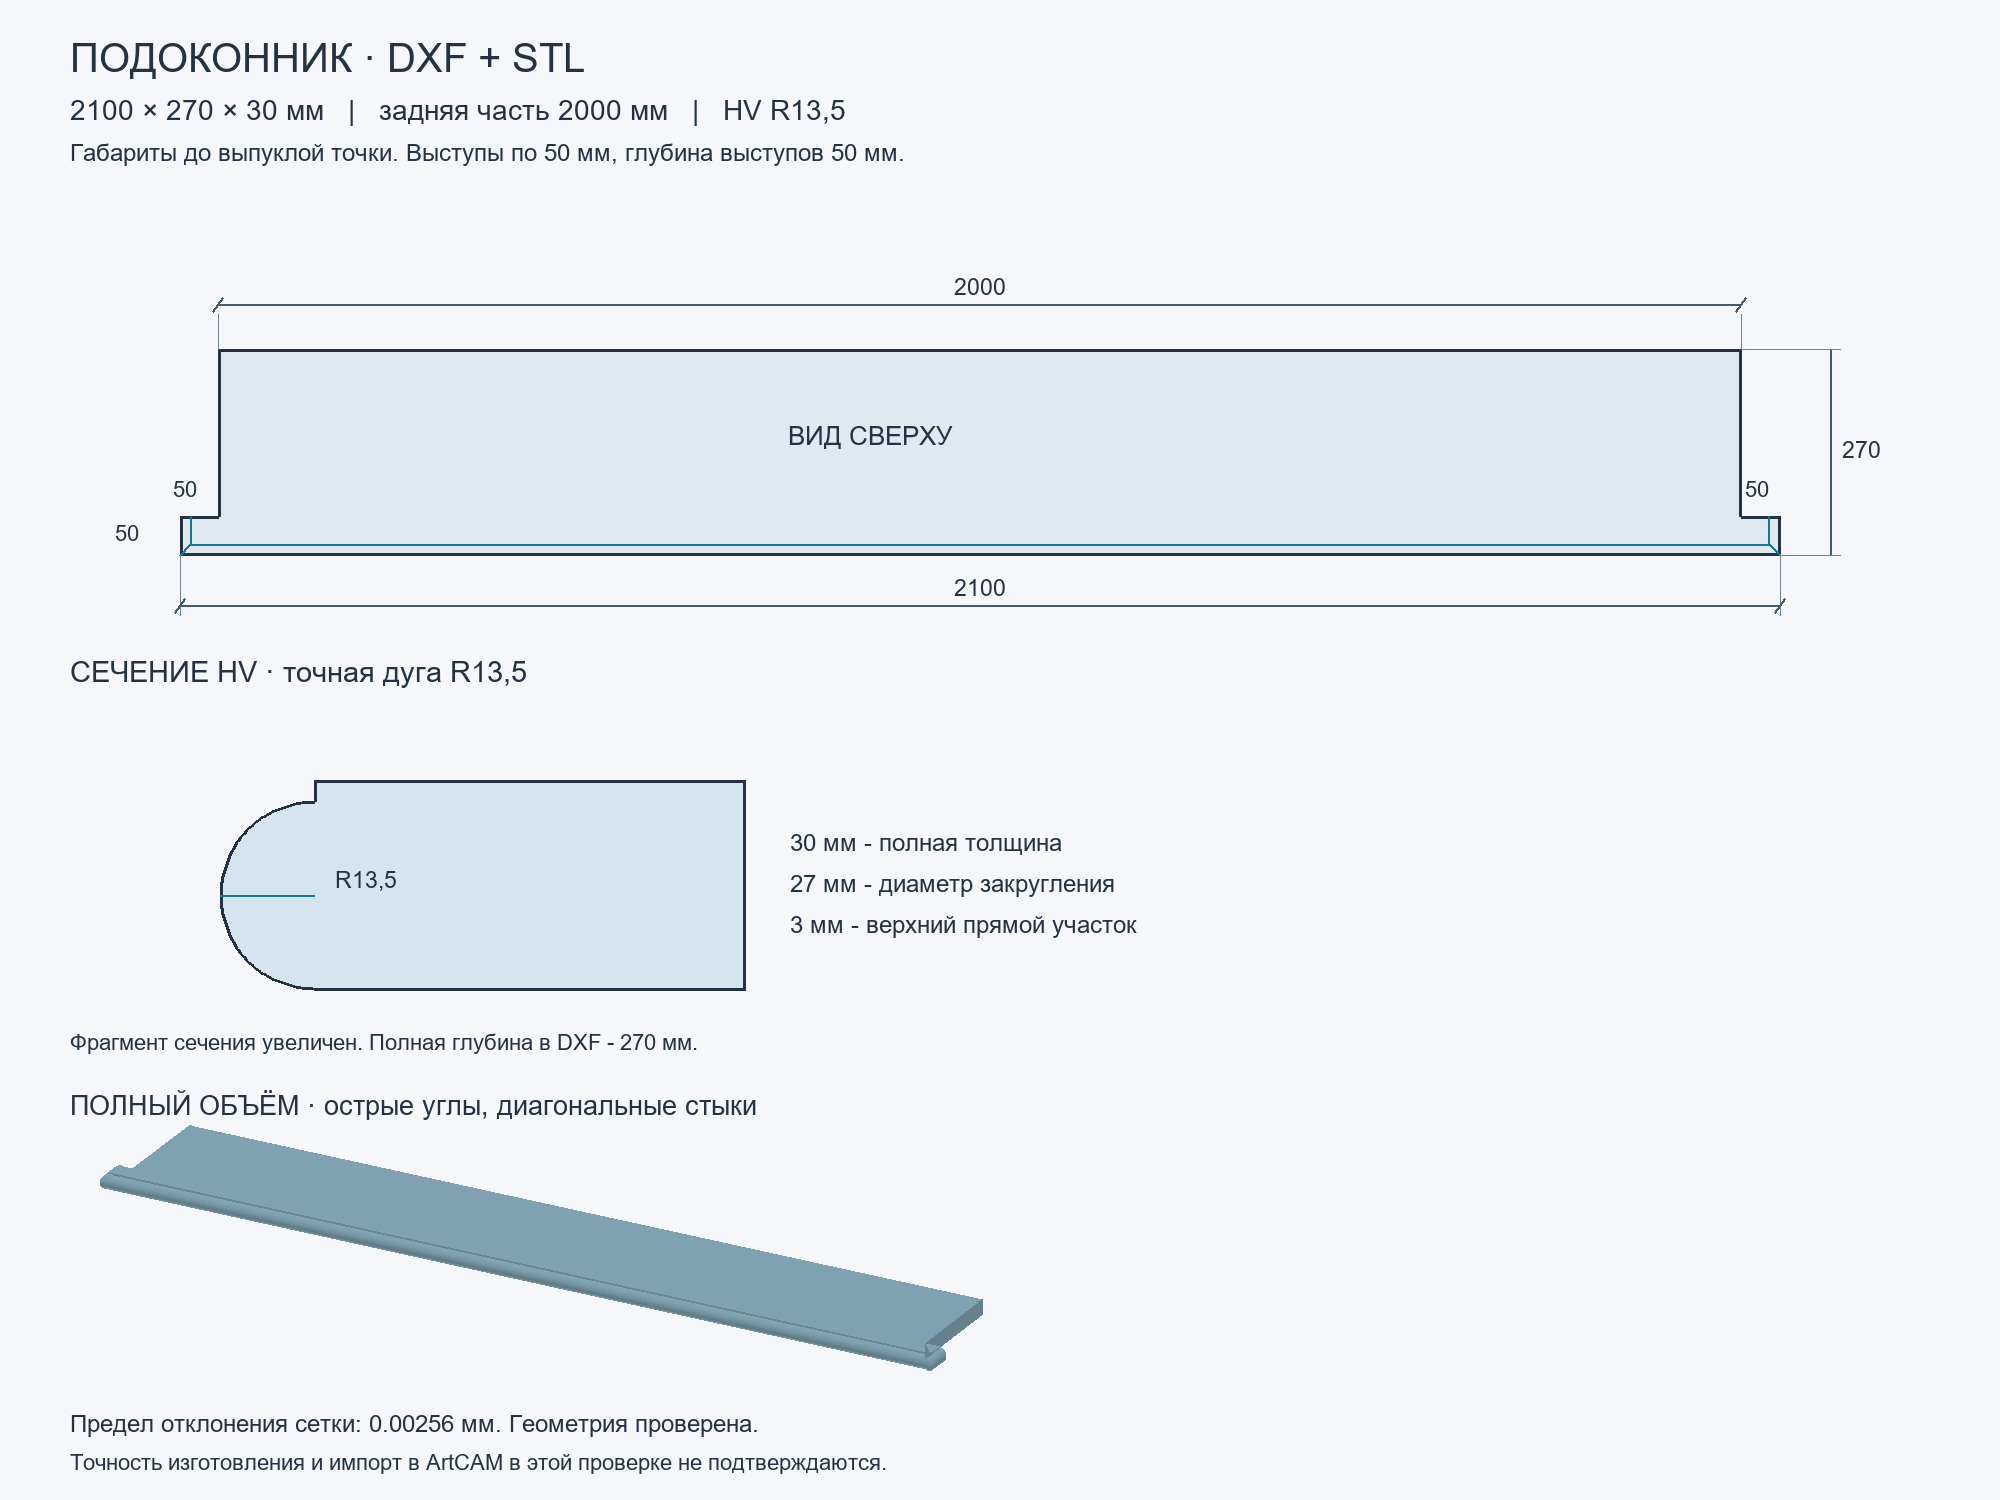 ПОДОКОННИК · DXF + STL
2100 × 270 × 30 мм | задняя часть 2000 мм | HV R13,5
Габариты до выпуклой точки. Выступы по 50 мм, глубина выступов 50 мм.
2000
ВИД СВЕРХУ
270
50
50
50
2100
СЕЧЕНИЕ HV · точная дуга R13,5
R13,5
30 мм - полная толщина
27 мм - диаметр закругления
3 мм - верхний прямой участок
Фрагмент сечения увеличен. Полная глубина в DXF - 270 мм.
ПОЛНЫЙ ОБЪЁМ · острые углы, диагональные стыки
Предел отклонения сетки: 0.00256 мм. Геометрия проверена.
Точность изготовления и импорт в ArtCAM в этой проверке не подтверждаются.